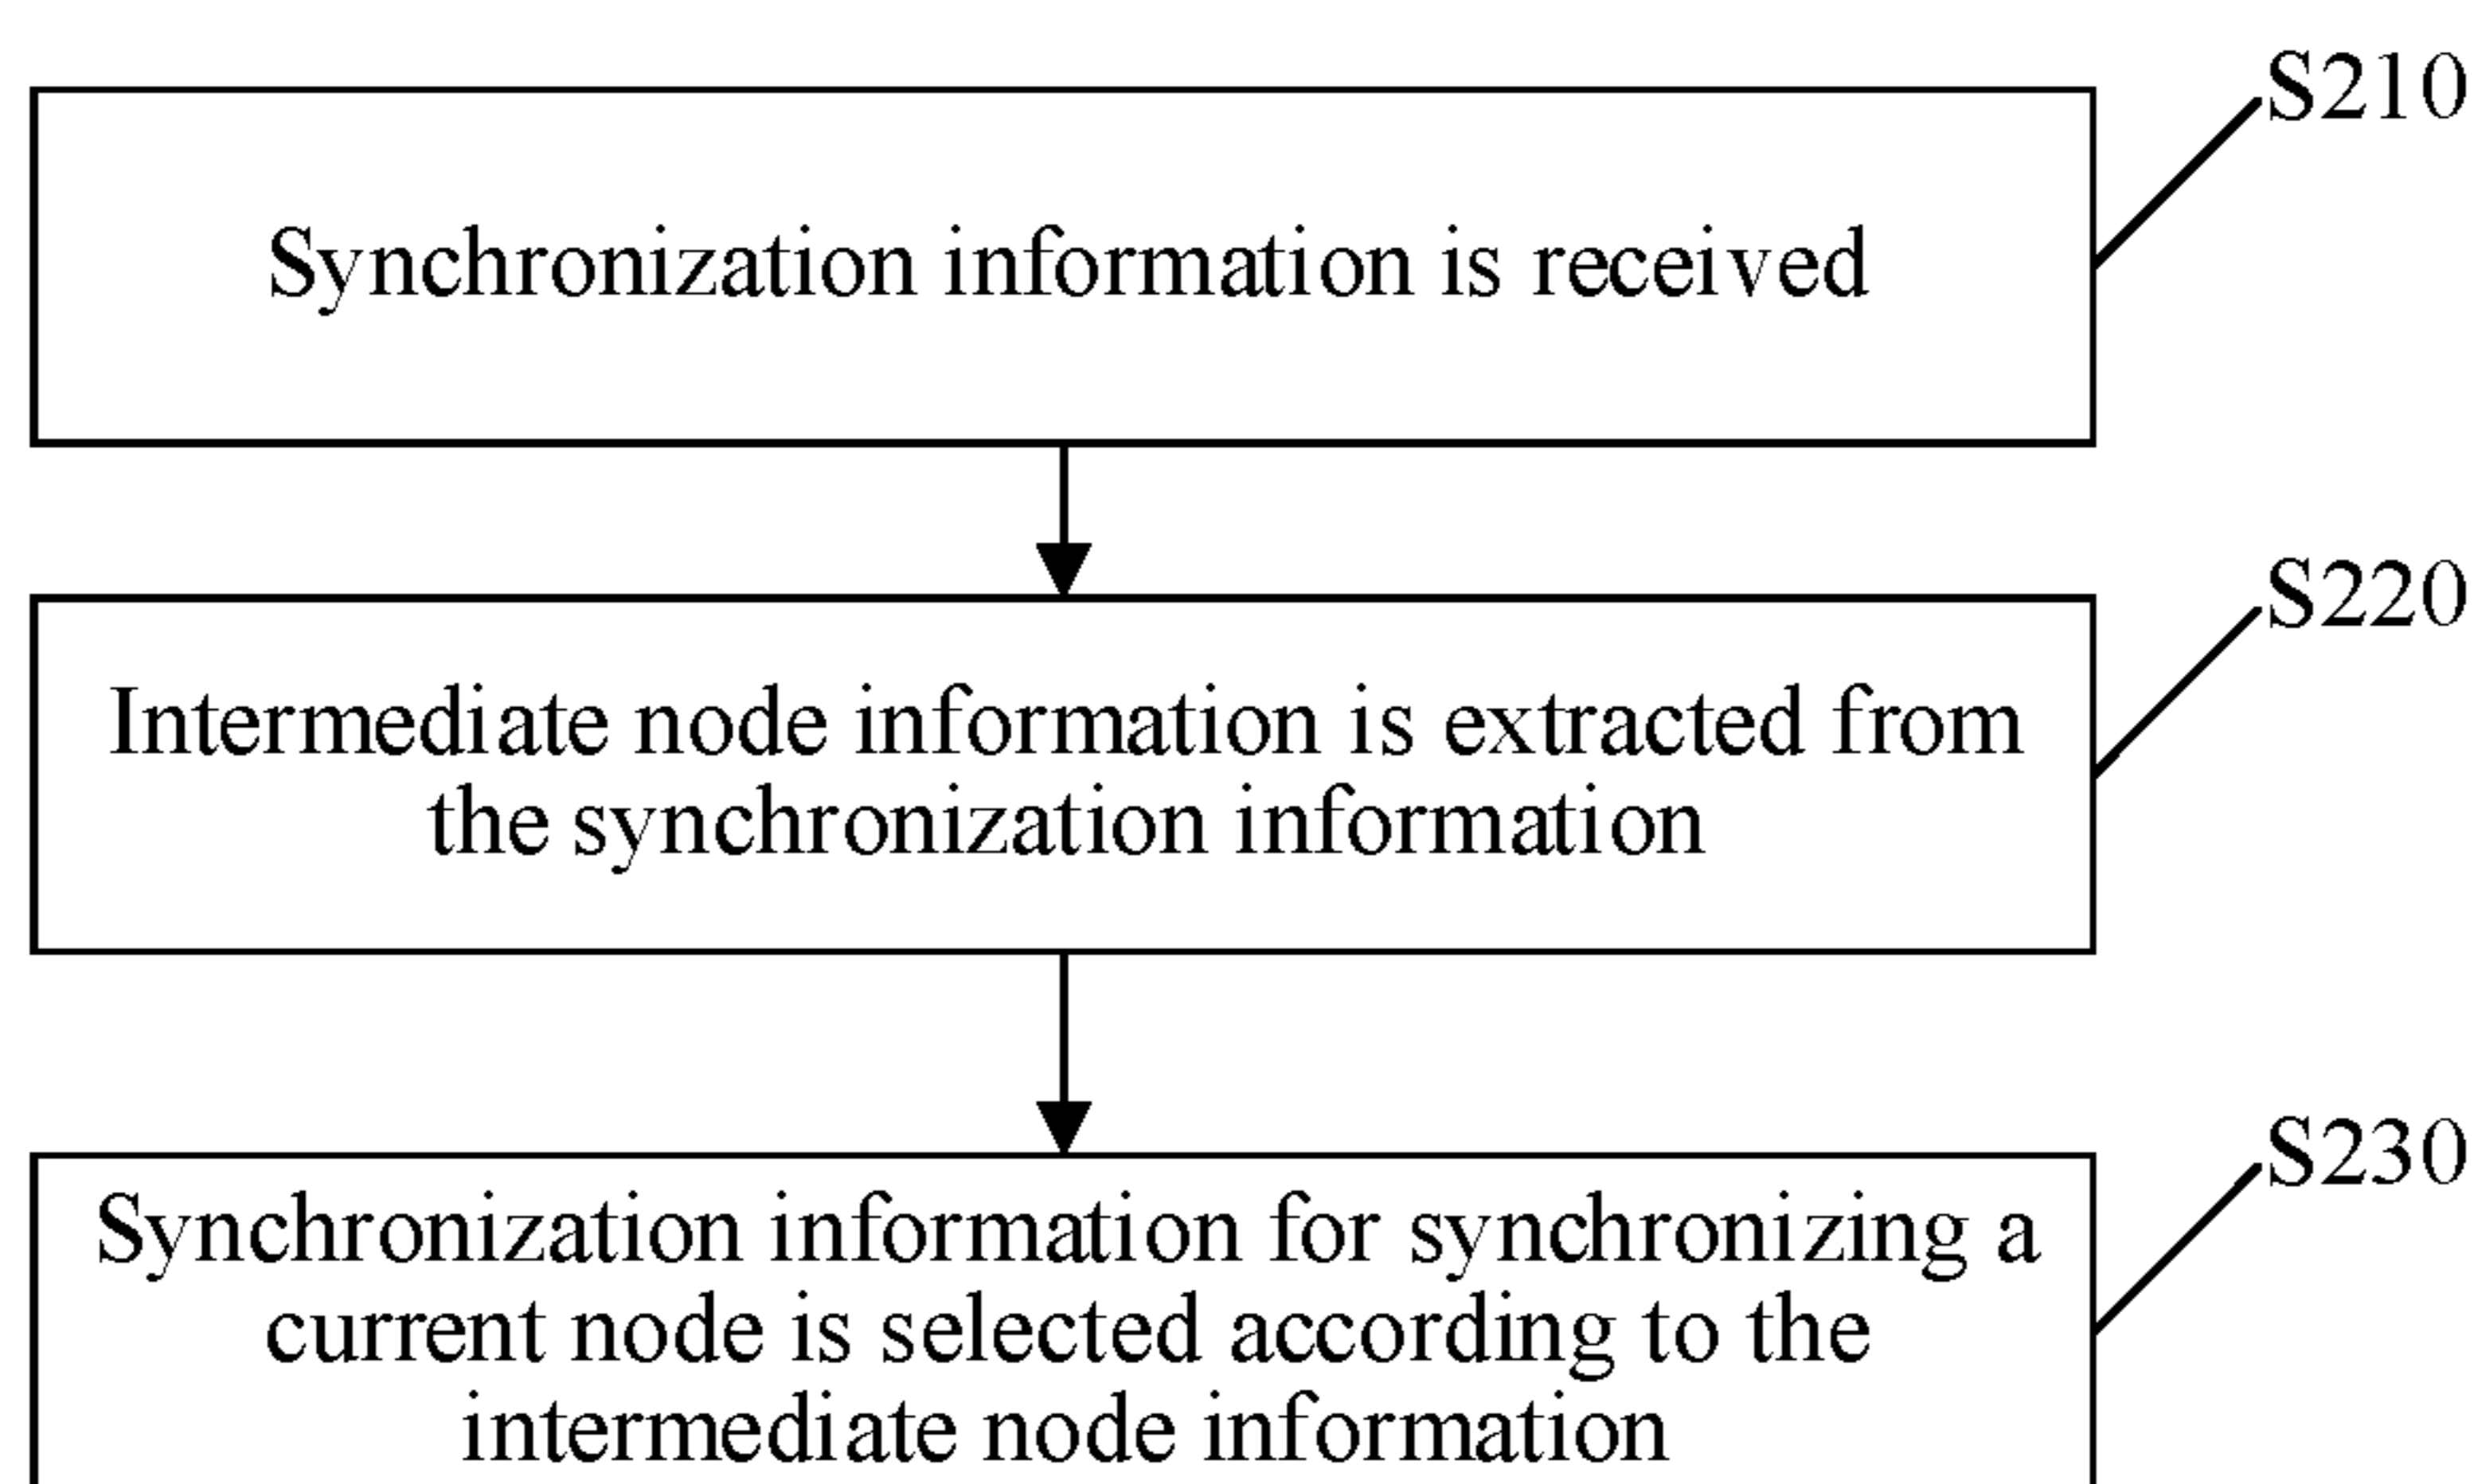 S210
Synchronization information is received
S220
Intermediate node information is extracted from
the synchronization information
S230
Synchronization information for synchronizing a
current node is selected according to the
intermediate node information